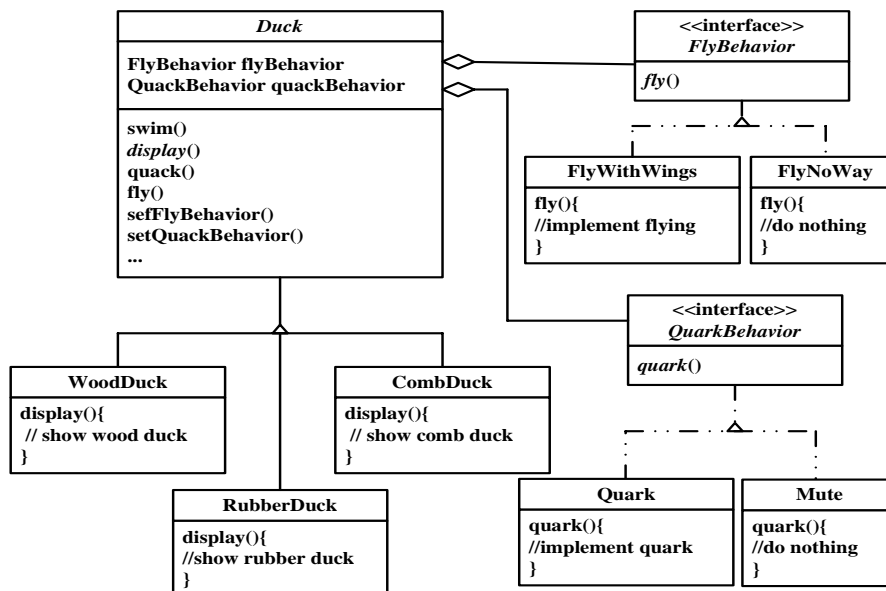 Duck
FlyBehavior flyBehavior
QuackBehavior quackBehavior
swim()
display()
quack()
fly()
sefFlyBehavior()
setQuackBehavior()
...
<<interface>>
FlyBehavior
fly()
FlyWithWings
fly(){
//implement flying
}
FlyNoWay
fly(){
//do nothing
}
<<interface>>
QuarkBehavior
quark()
WoodDuck
display(){
// show wood duck
}
CombDuck
display(){
// show comb duck
}
RubberDuck
display(){
//show rubber duck
}
Quark
quark(){
//implement quark
}
Mute
quark(){
//do nothing
}